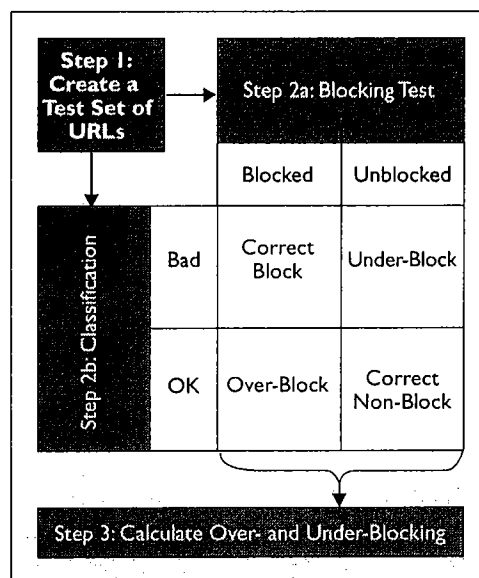 Step 1:
Create a
Test Set of
URLs
Step 2a: Blocking Test
Blocked Unblocked
Step 2b: Classification
Bad
Correct
Block
Under-Block
OK
Over-Block
Correct
Non-Block
Step 3: Calculate Over- and Under-Blocking